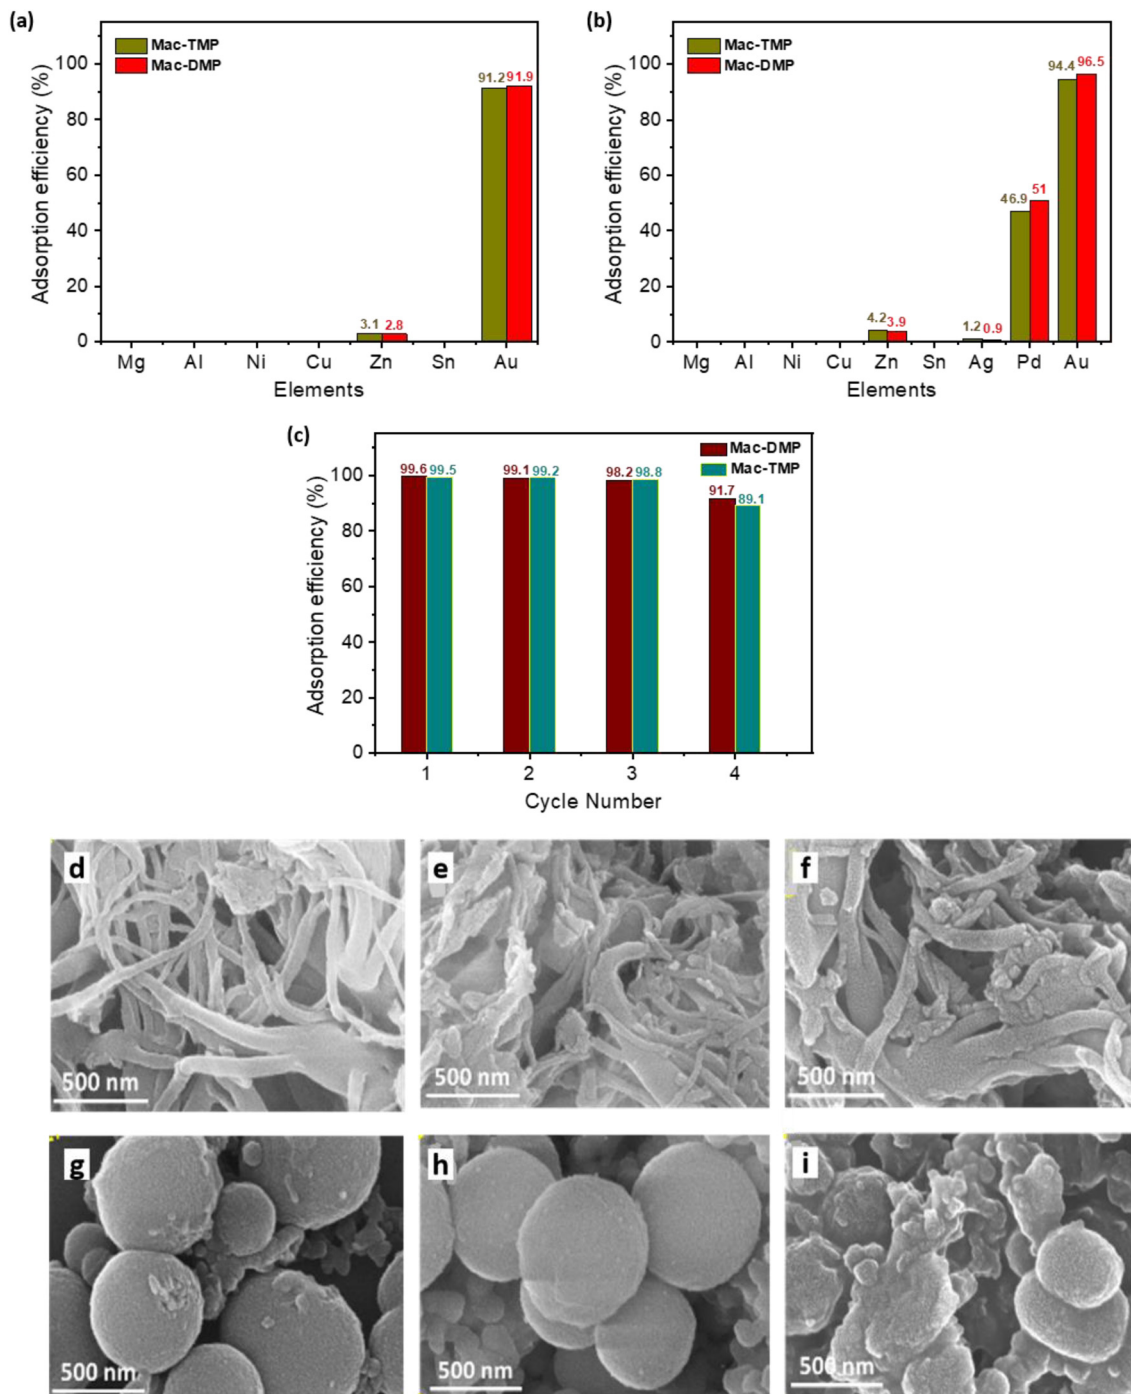 (a)
Mac-TMP
Mac-DMP
100
80
60
40
20
0
Adsorption efficiency (%)
3.1 2.8
91.2 91.9
Mg Al Ni Cu Zn Sn Au
Elements
(b)
Mac-TMP
Mac-DMP
100
80
60
40
20
0
Adsorption efficiency (%)
4.2 3.9
1.2 0.9
46.9 51
94.4 96.5
Mg Al Ni Cu Zn Sn Ag Pd Au
Elements
(c)
Mac-DMP
Mac-TMP
100
80
60
40
20
0
Adsorption efficiency (%)
99.6 99.5
99.1 99.2
98.2 98.8
91.7 89.1
1 2 3 4
Cycle Number
d
500 nm
e
500 nm
f
500 nm
g
500 nm
h
500 nm
i
500 nm